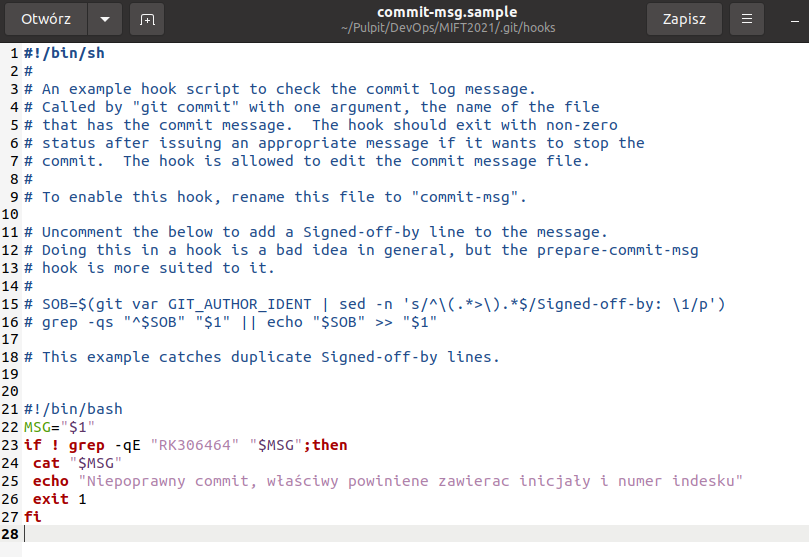 Otwórz
commit-msg.sample
~/Pulpit/DevOps/MIFT2021/.git/hooks
Zapisz
1 #!/bin/sh
2 #
3 # An example hook script to check the commit log message.
4 # Called by "git commit" with one argument, the name of the file
5 # that has the commit message.  The hook should exit with non-zero
6 # status after issuing an appropriate message if it wants to stop the
7 # commit.  The hook is allowed to edit the commit message file.
8 #
9 # To enable this hook, rename this file to "commit-msg".
10
11 # Uncomment the below to add a Signed-off-by line to the message.
12 # Doing this in a hook is a bad idea in general, but the prepare-commit-msg
13 # hook is more suited to it.
14 #
15 # SOB=$(git var GIT_AUTHOR_IDENT | sed -n 's/^\(.*>\).*$/Signed-off-by: \1/p')
16 # grep -qs "^$SOB" "$1" || echo "$SOB" >> "$1"
17
18 # This example catches duplicate Signed-off-by lines.
19
20
21 #!/bin/bash
22 MSG="$1"
23 if ! grep -qE "RK306464" "$MSG";then
24  cat "$MSG"
25  echo "Niepoprawny commit, właściwy powiniene zawierac inicjały i numer indesku"
26  exit 1
27 fi
28